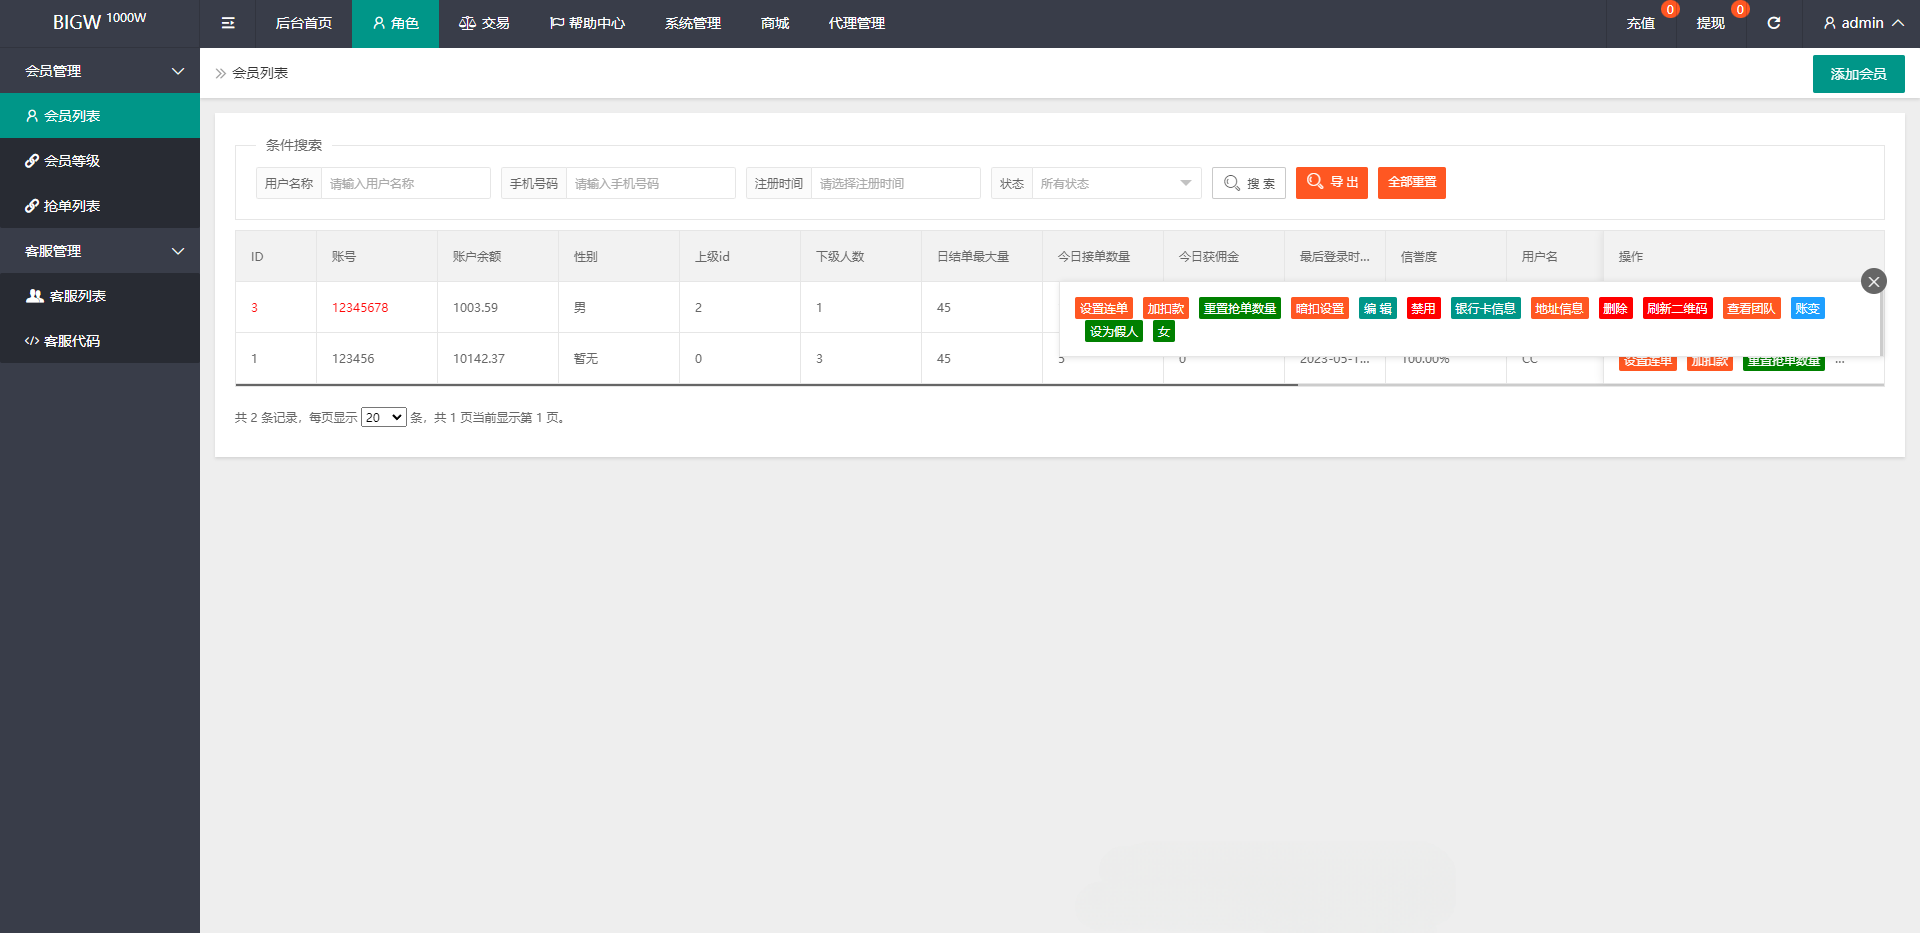 BIGW 1000W
后台首页
角色
交易
帮助中心
系统管理
商城
代理管理
充值
0
提现
0
admin
会员管理
会员列表
会员等级
抢单列表
客服管理
客服列表
客服代码
会员列表
添加会员
条件搜索
用户名称 请输入用户名称
手机号码 请输入手机号码
注册时间 请选择注册时间
状态 所有状态
搜 索
导 出
全部重置
ID 账号 账户余额 性别 上级id 下级人数 日结单最大量 今日接单数量 今日获佣金 最后登录时... 信誉度 用户名 操作
3 12345678 1003.59 男 2 1 45
设置连单 加扣款 重置抢单数量 暗扣设置 编 辑 禁用 银行卡信息 地址信息 删除 刷新二维码 查看团队 账变
设为假人 女
1 123456 10142.37 暂无 0 3 45 5 0 2023-05-1... 100.00% CC 设置连单 加扣款 重置抢单数量 ...
共 2 条记录，每页显示 20 条，共 1 页当前显示第 1 页。